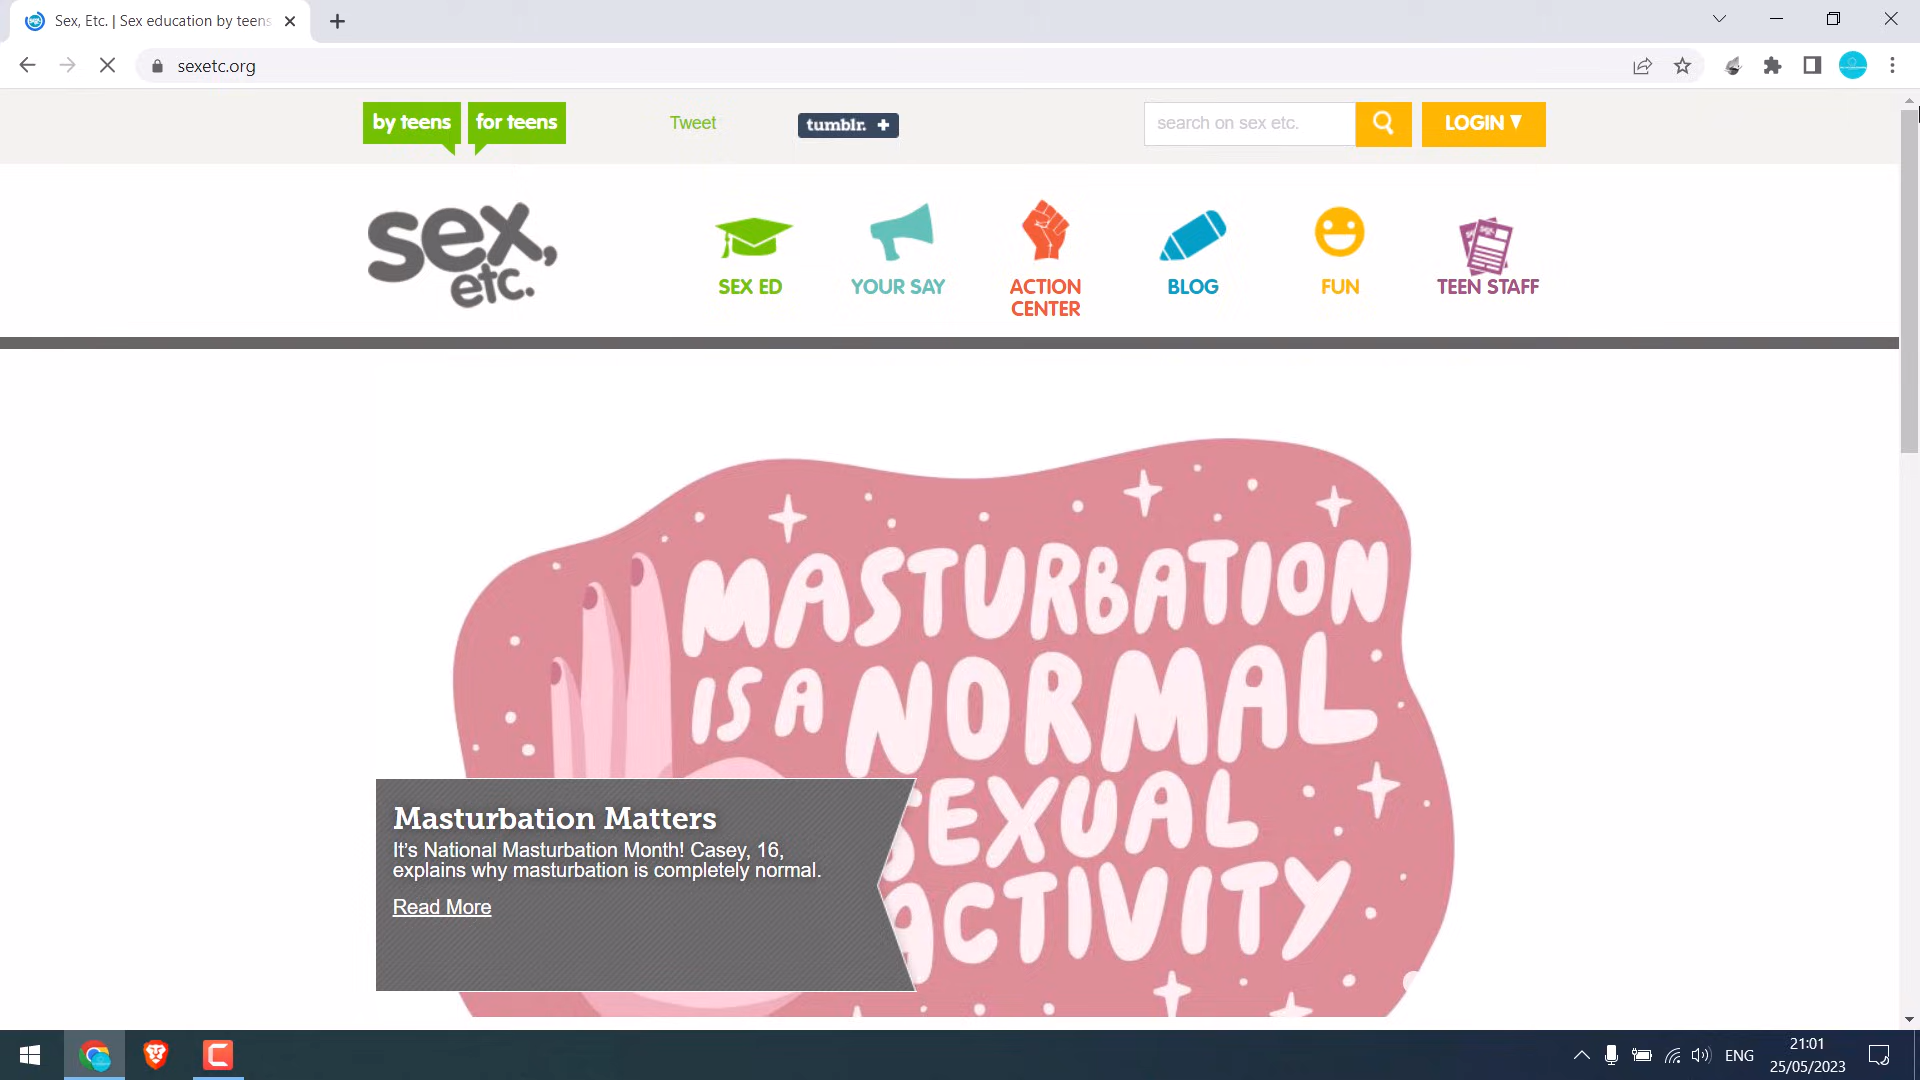 Sex, Etc. | Sex education by teens
sexetc.org
by teens for teens
Tweet
tumblr. +
search on sex etc.
LOGIN ▼
sex,
etc.
SEX ED
YOUR SAY
ACTION
CENTER
BLOG
FUN
TEEN STAFF
MASTURBATION
IS A NORMAL
SEXUAL
ACTIVITY
Masturbation Matters
It's National Masturbation Month! Casey, 16,
explains why masturbation is completely normal.
Read More
ENG
21:01
25/05/2023